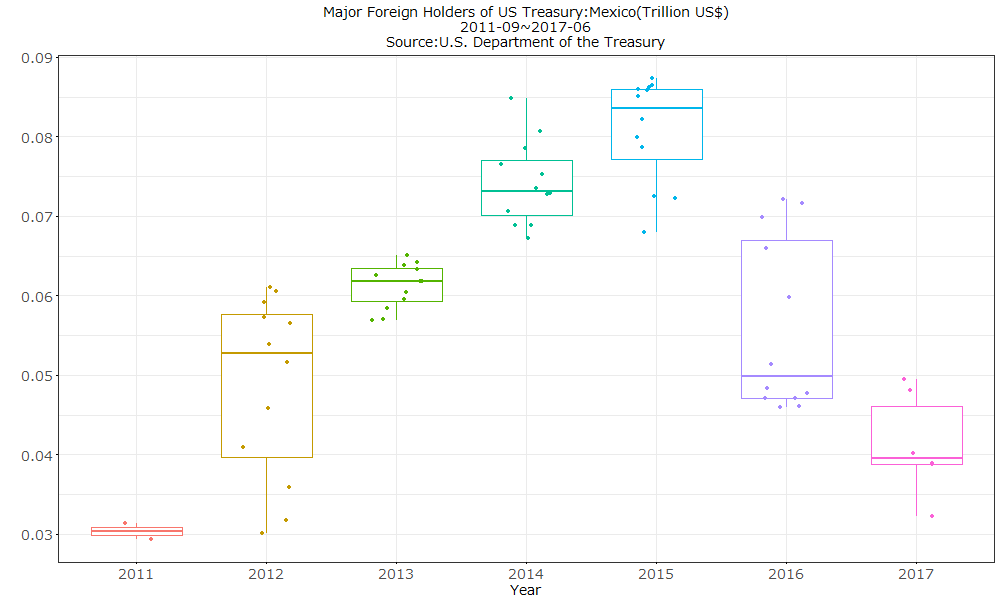 Major Foreign Holders of US Treasury:Mexico(Trillion US$)
2011-09~2017-06
Source:U.S. Department of the Treasury
0.09
0.08
0.07
0.06
0.05
0.04
0.03
2011 2012 2013 2014 2015 2016 2017
Year